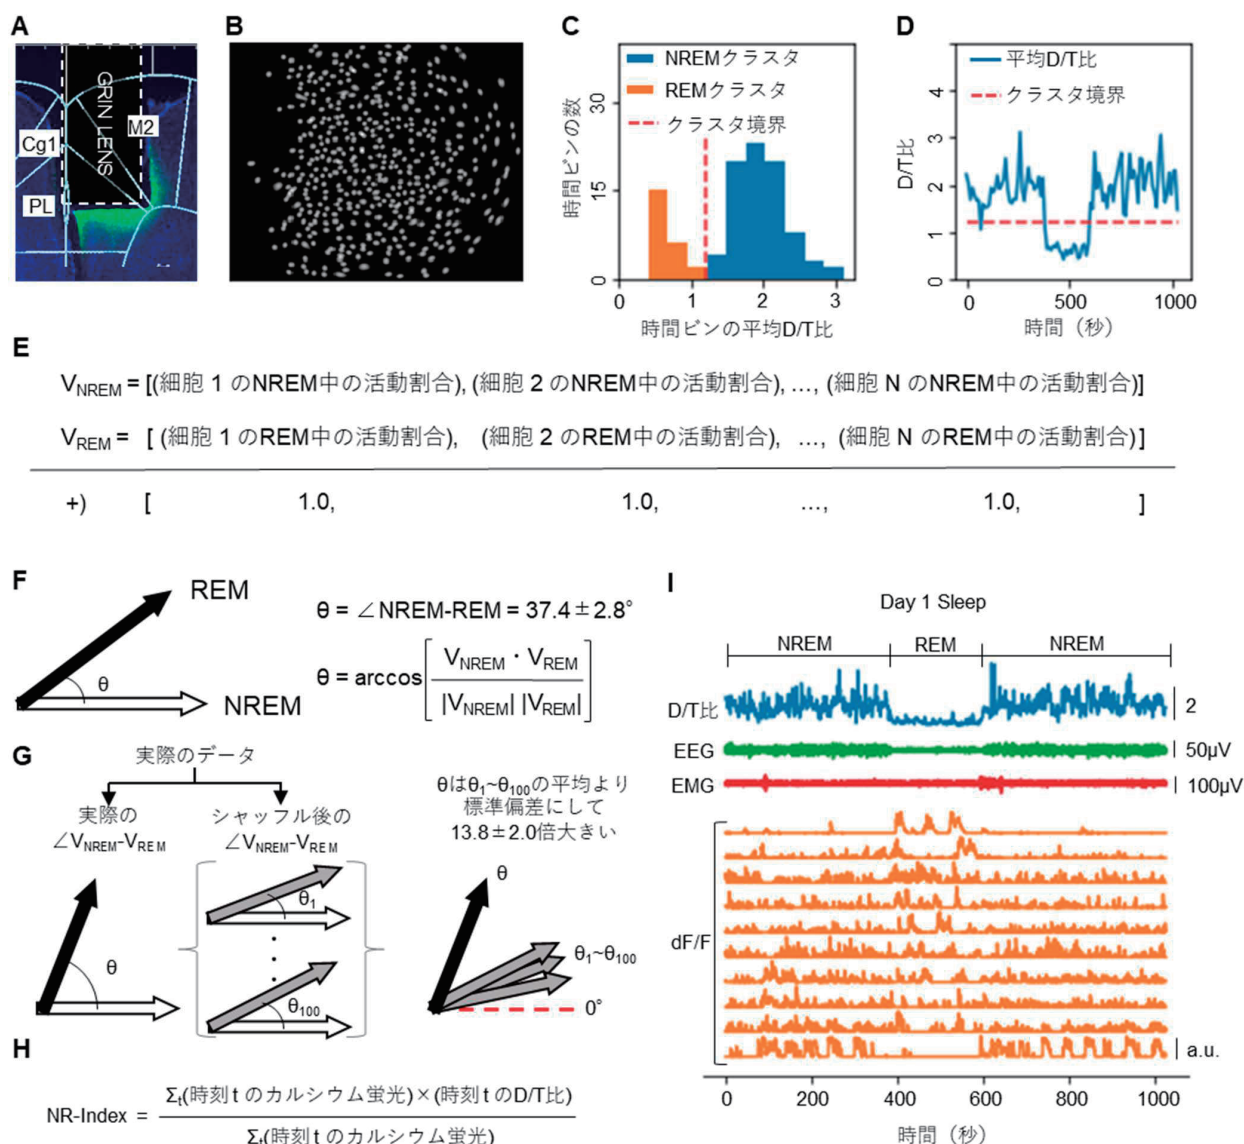 A
GRIN LENS
Cg1
M2
PL
B
C
NREMクラスタ
REMクラスタ
クラスタ境界
時間ビンの数
30
15
0
0
1
2
3
時間ビンの平均D/T比
D
平均D/T比
クラスタ境界
D/T比
4
3
2
1
0
0
500
1000
時間（秒）
E
V_NREM = [(細胞 1 のNREM中の活動割合), (細胞 2 のNREM中の活動割合), …, (細胞 N のNREM中の活動割合)]
V_REM = [ (細胞 1 のREM中の活動割合), (細胞 2 のREM中の活動割合), …, (細胞 N のREM中の活動割合) ]
+) [ 1.0, 1.0, …, 1.0, ]
F
REM
θ
NREM
θ = ∠NREM-REM = 37.4±2.8°
θ = arccos[
V_NREM · V_REM
|V_NREM| |V_REM|
]
G
実際のデータ
実際の
∠V_NREM-V_REM
シャッフル後の
∠V_NREM-V_REM
θはθ₁~θ₁₀₀の平均より
標準偏差にして
13.8±2.0倍大きい
θ
θ₁
θ₁₀₀
θ
θ₁~θ₁₀₀
0°
H
NR-Index =
Σₜ(時刻 t のカルシウム蛍光)×(時刻 t のD/T比)
Σₜ(時刻 t のカルシウム蛍光)
I
Day 1 Sleep
NREM
REM
NREM
D/T比
2
EEG
50μV
EMG
100μV
dF/F
a.u.
0
200
400
600
800
1000
時間（秒）